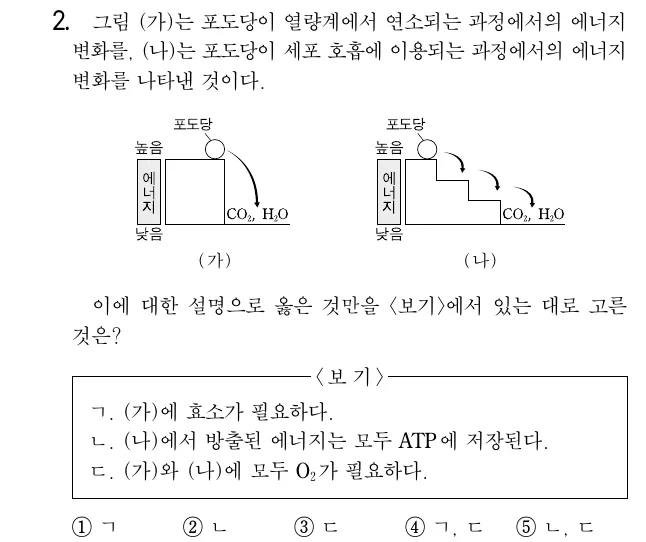 2. 그림 (가)는 포도당이 열량계에서 연소되는 과정에서의 에너지
변화를, (나)는 포도당이 세포 호흡에 이용되는 과정에서의 에너지
변화를 나타낸 것이다.
포도당
높음
에너지
낮음
CO₂, H₂O
(가)
포도당
높음
에너지
낮음
CO₂, H₂O
(나)
이에 대한 설명으로 옳은 것만을 〈보기〉에서 있는 대로 고른
것은?
〈보 기〉
ㄱ. (가)에 효소가 필요하다.
ㄴ. (나)에서 방출된 에너지는 모두 ATP에 저장된다.
ㄷ. (가)와 (나)에 모두 O₂가 필요하다.
① ㄱ ② ㄴ ③ ㄷ ④ ㄱ, ㄷ ⑤ ㄴ, ㄷ